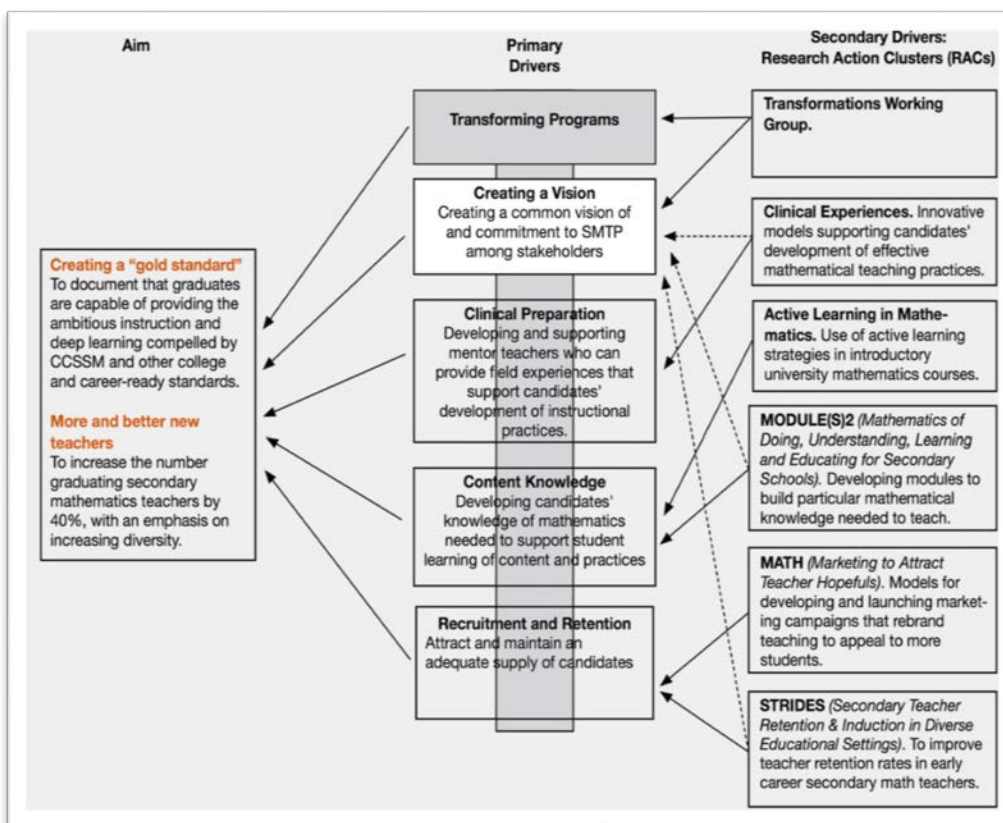 Aim
Primary
Drivers
Secondary Drivers:
Research Action Clusters (RACs)
Creating a “gold standard”
To document that graduates
are capable of providing the
ambitious instruction and
deep learning compelled by
CCSSM and other college
and career-ready standards.
More and better new
teachers
To increase the number
graduating secondary
mathematics teachers by
40%, with an emphasis on
increasing diversity.
Transforming Programs
Creating a Vision
Creating a common vision of
and commitment to SMTP
among stakeholders
Clinical Preparation
Developing and supporting
mentor teachers who can
provide field experiences that
support candidates’
development of instructional
practices.
Content Knowledge
Developing candidates’
knowledge of mathematics
needed to support student
learning of content and practices
Recruitment and Retention
Attract and maintain an
adequate supply of candidates
Transformations Working
Group.
Clinical Experiences. Innovative
models supporting candidates’
development of effective
mathematical teaching practices.
Active Learning in Mathe-
matics. Use of active learning
strategies in introductory
university mathematics courses.
MODULE(S)2 (Mathematics of
Doing, Understanding, Learning
and Educating for Secondary
Schools). Developing modules to
build particular mathematical
knowledge needed to teach.
MATH (Marketing to Attract
Teacher Hopefuls). Models for
developing and launching market-
ing campaigns that rebrand
teaching to appeal to more
students.
STRIDES (Secondary Teacher
Retention & Induction in Diverse
Educational Settings). To improve
teacher retention rates in early
career secondary math teachers.